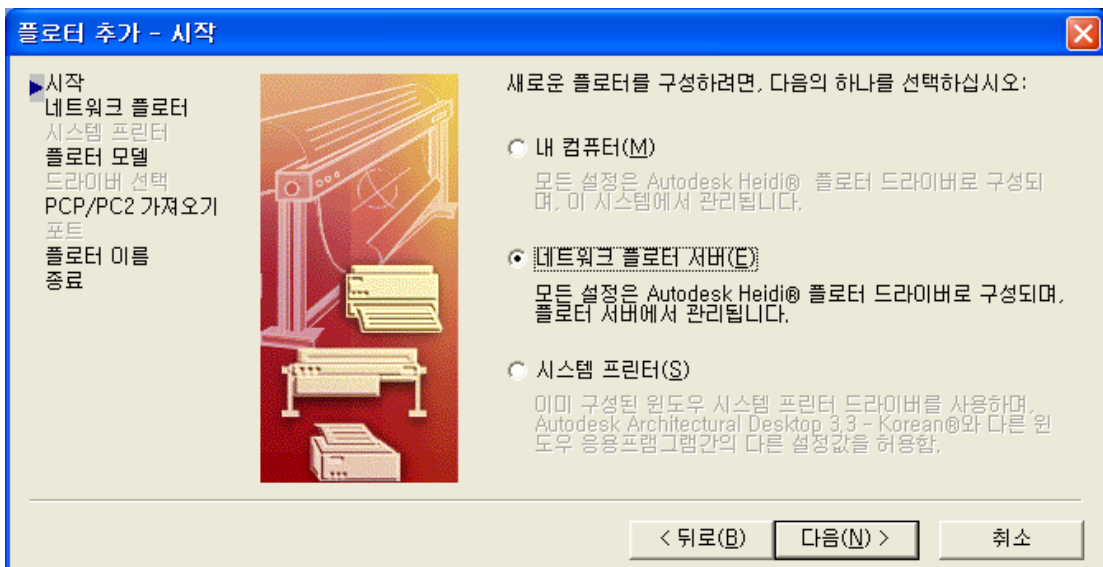 플로터 추가 - 시작
시작
네트워크 플로터
시스템 프린터
플로터 모델
드라이버 선택
PCP/PC2 가져오기
포트
플로터 이름
종료
새로운 플로터를 구성하려면, 다음의 하나를 선택하십시오:
내 컴퓨터(M)
모든 설정은 Autodesk Heidi® 플로터 드라이버로 구성되
며, 이 시스템에서 관리됩니다.
네트워크 플로터 서버(E)
모든 설정은 Autodesk Heidi® 플로터 드라이버로 구성되며,
플로터 서버에서 관리됩니다.
시스템 프린터(S)
이미 구성된 윈도우 시스템 프린터 드라이버를 사용하며,
Autodesk Architectural Desktop 3.3 - Korean®와 다른 윈
도우 응용프램그램간의 다른 설정값을 허용함.
< 뒤로(B)
다음(N) >
취소